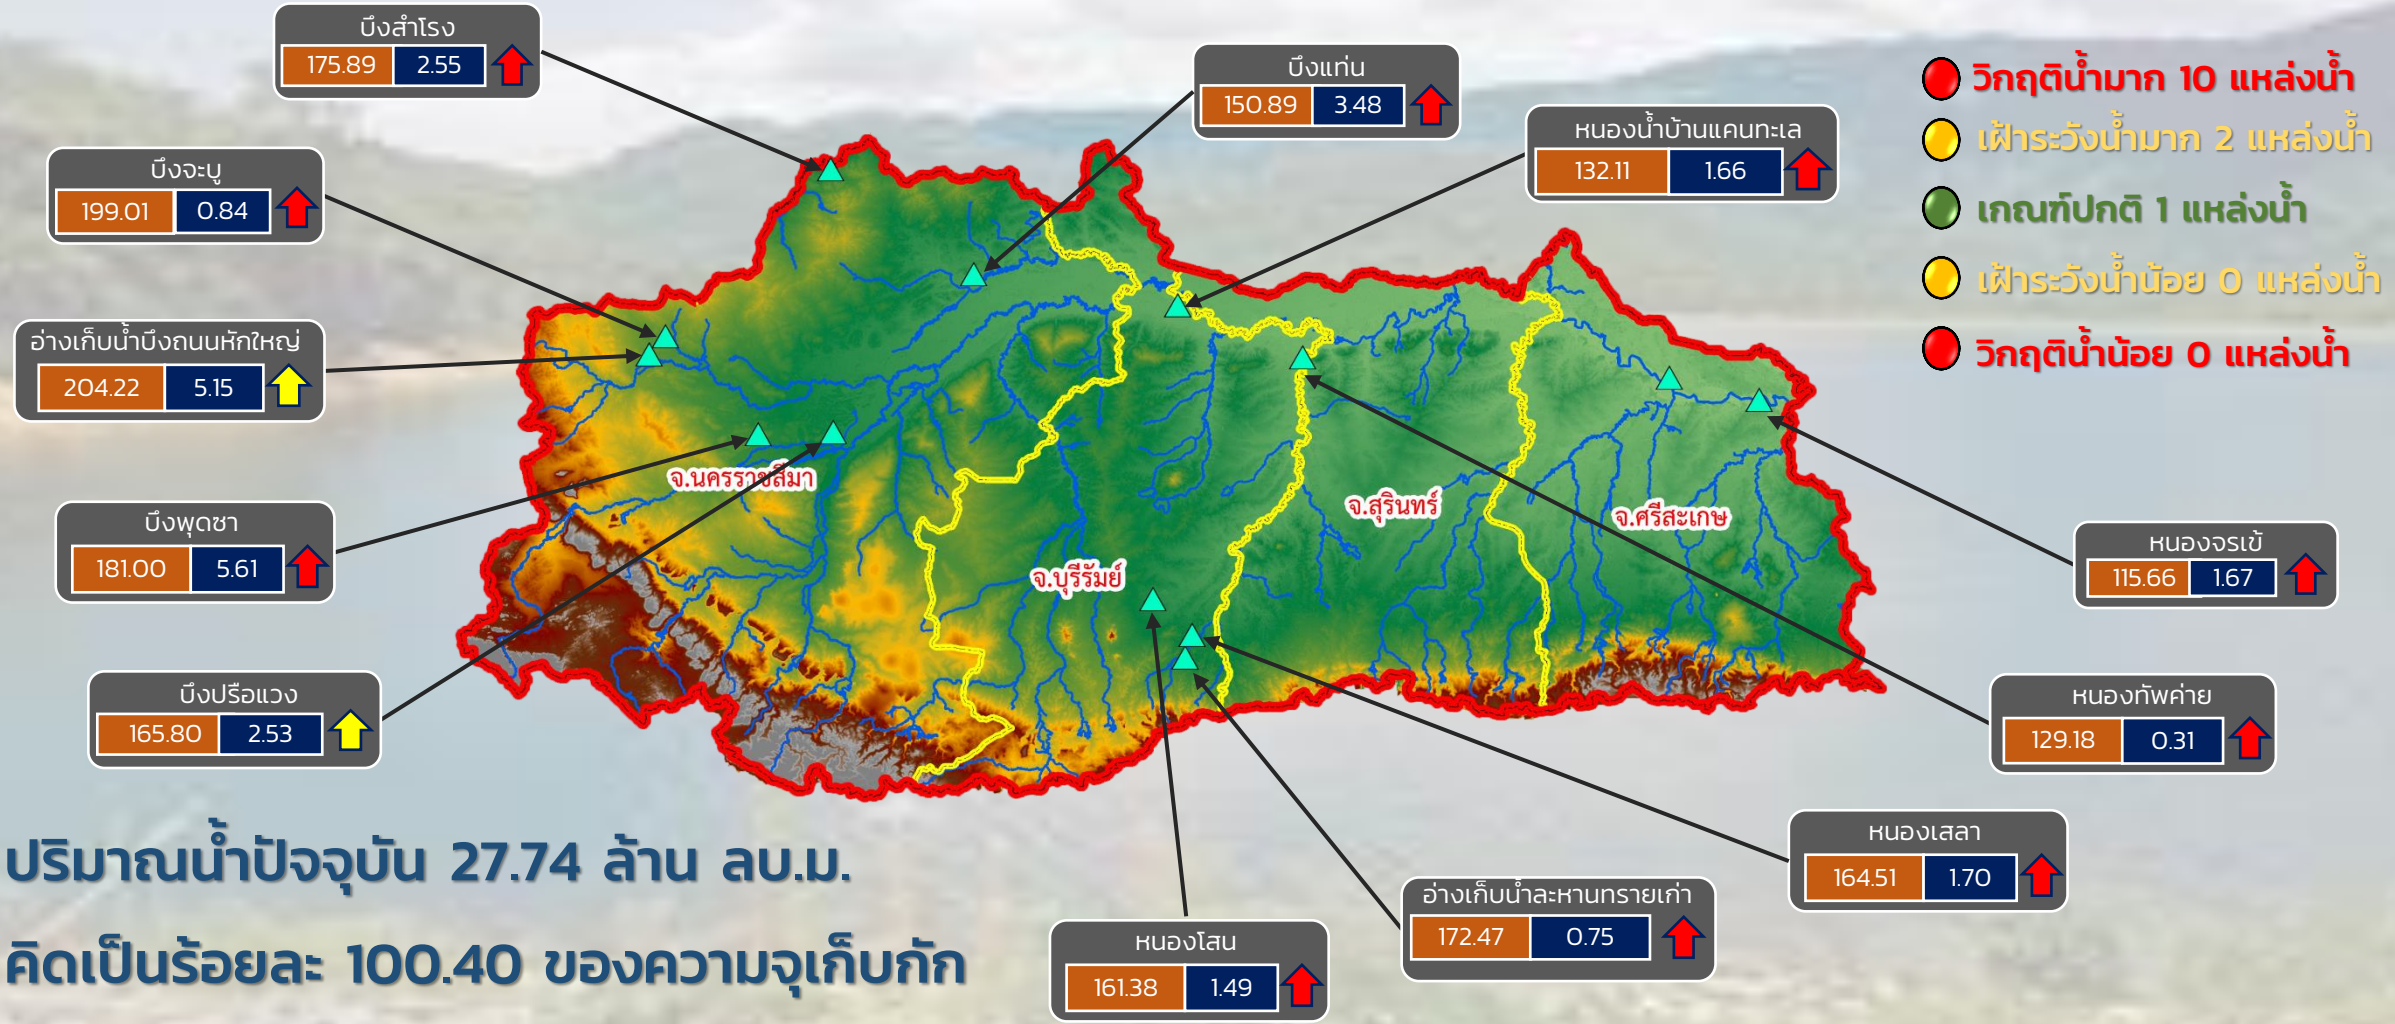 บึงสำโรง
175.89 2.55
บึงแท่น
150.89 3.48
หนองน้ำบ้านแคนทะเล
132.11 1.66
วิกฤติน้ำมาก 10 แหล่งน้ำ
เฝ้าระวังน้ำมาก 2 แหล่งน้ำ
เกณฑ์ปกติ 1 แหล่งน้ำ
เฝ้าระวังน้ำน้อย 0 แหล่งน้ำ
วิกฤติน้ำน้อย 0 แหล่งน้ำ
บึงจะบู
199.01 0.84
อ่างเก็บน้ำบึงถนนหักใหญ่
204.22 5.15
บึงพุดซา
181.00 5.61
บึงปรือแวง
165.80 2.53
จ.นครราชสีมา
จ.บุรีรัมย์
จ.สุรินทร์
จ.ศรีสะเกษ
หนองจรเข้
115.66 1.67
หนองทัพค่าย
129.18 0.31
หนองเสลา
164.51 1.70
อ่างเก็บน้ำละหานทรายเก่า
172.47 0.75
หนองโสน
161.38 1.49
ปริมาณน้ำปัจจุบัน 27.74 ล้าน ลบ.ม.
คิดเป็นร้อยละ 100.40 ของความจุเก็บกัก